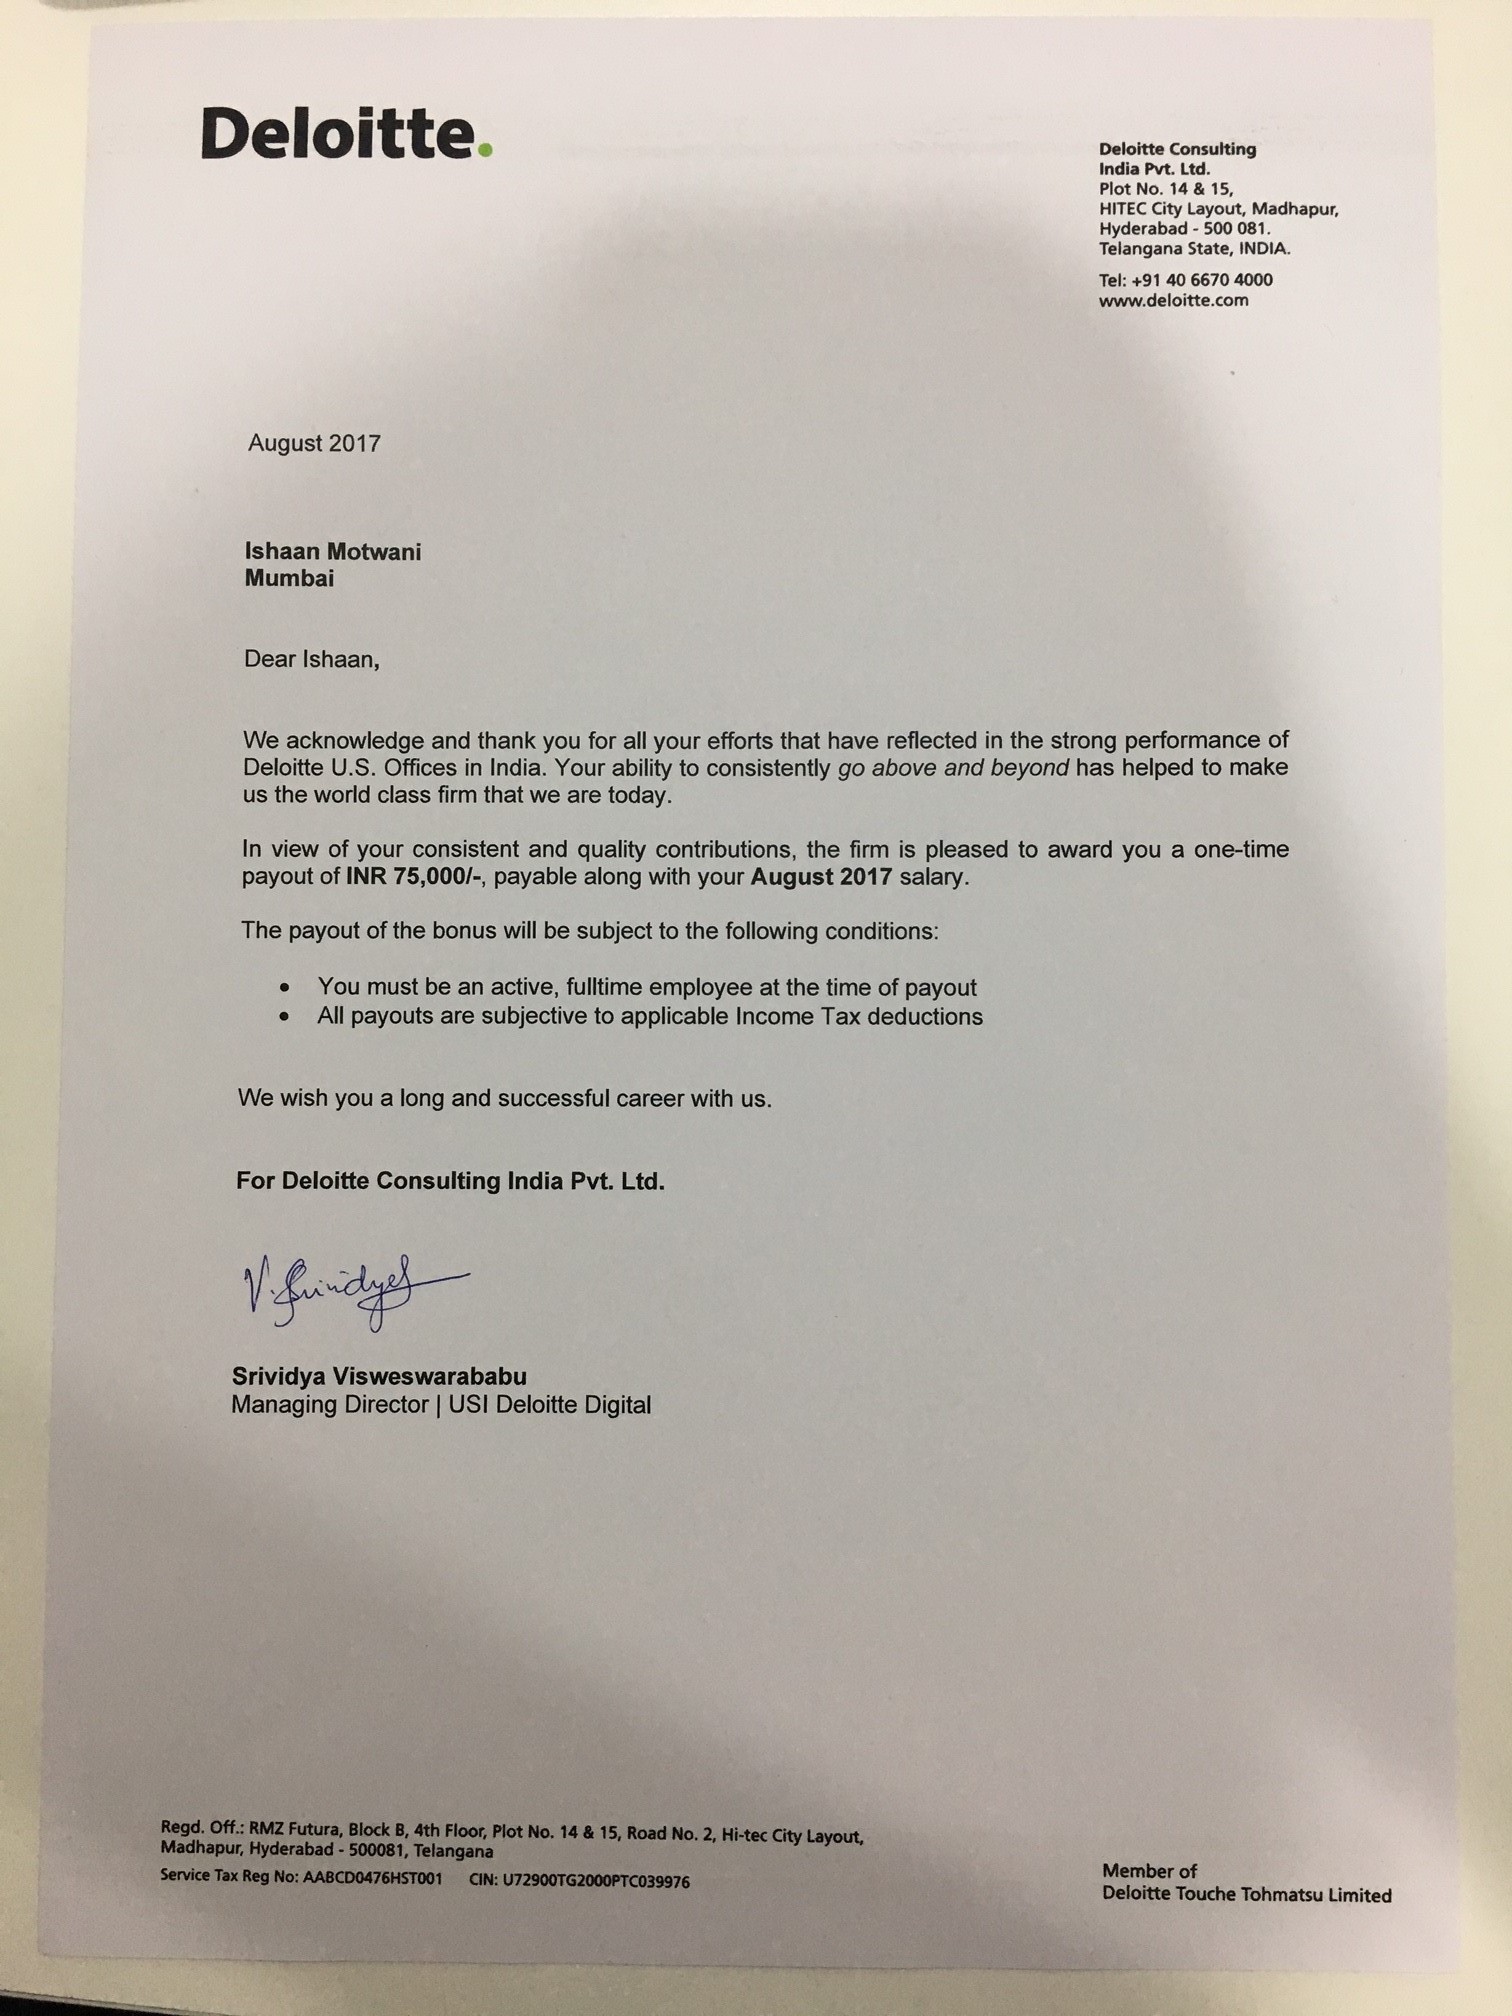 Deloitte.
Deloitte Consulting
India Pvt. Ltd.
Plot No. 14 & 15,
HITEC City Layout, Madhapur,
Hyderabad - 500 081.
Telangana State, INDIA.
Tel: +91 40 6670 4000
www.deloitte.com
August 2017
Ishaan Motwani
Mumbai
Dear Ishaan,
We acknowledge and thank you for all your efforts that have reflected in the strong performance of
Deloitte U.S. Offices in India. Your ability to consistently go above and beyond has helped to make
us the world class firm that we are today.
In view of your consistent and quality contributions, the firm is pleased to award you a one-time
payout of INR 75,000/-, payable along with your August 2017 salary.
The payout of the bonus will be subject to the following conditions:
• You must be an active, fulltime employee at the time of payout
• All payouts are subjective to applicable Income Tax deductions
We wish you a long and successful career with us.
For Deloitte Consulting India Pvt. Ltd.
V. Srividya
Srividya Visweswarababu
Managing Director | USI Deloitte Digital
Regd. Off.: RMZ Futura, Block B, 4th Floor, Plot No. 14 & 15, Road No. 2, Hi-tec City Layout,
Madhapur, Hyderabad - 500081, Telangana
Service Tax Reg No: AABCD0476HST001 CIN: U72900TG2000PTC039976
Member of
Deloitte Touche Tohmatsu Limited